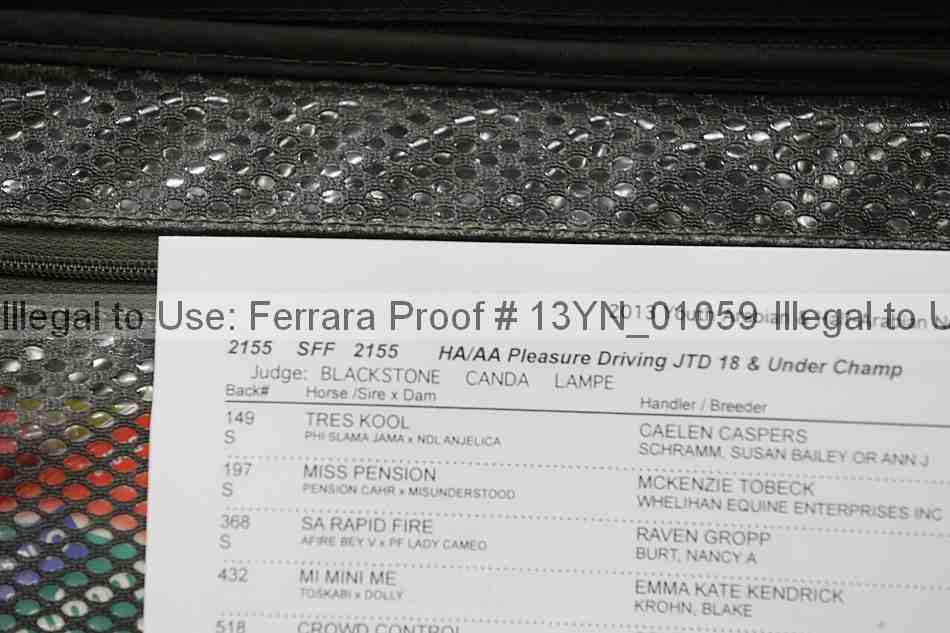 2013 Youth Arabian
Illegal to Use: Ferrara Proof # 13YN_01059 Illegal to U
2155 SFF 2155 HA/AA Pleasure Driving JTD 18 & Under Champ
Judge: BLACKSTONE CANDA LAMPE
Back# Horse /Sire x Dam Handler / Breeder
149 TRES KOOL CAELEN CASPERS
S PHI SLAMA JAMA x NDL ANJELICA SCHRAMM, SUSAN BAILEY OR ANN J
197 MISS PENSION MCKENZIE TOBECK
S PENSION CAHR x MISUNDERSTOOD WHELIHAN EQUINE ENTERPRISES INC
368 SA RAPID FIRE RAVEN GROPP
S AFIRE BEY V x PF LADY CAMEO BURT, NANCY A
432 MI MINI ME EMMA KATE KENDRICK
TOSKABI x DOLLY KROHN, BLAKE
518 CROWD CONTROL